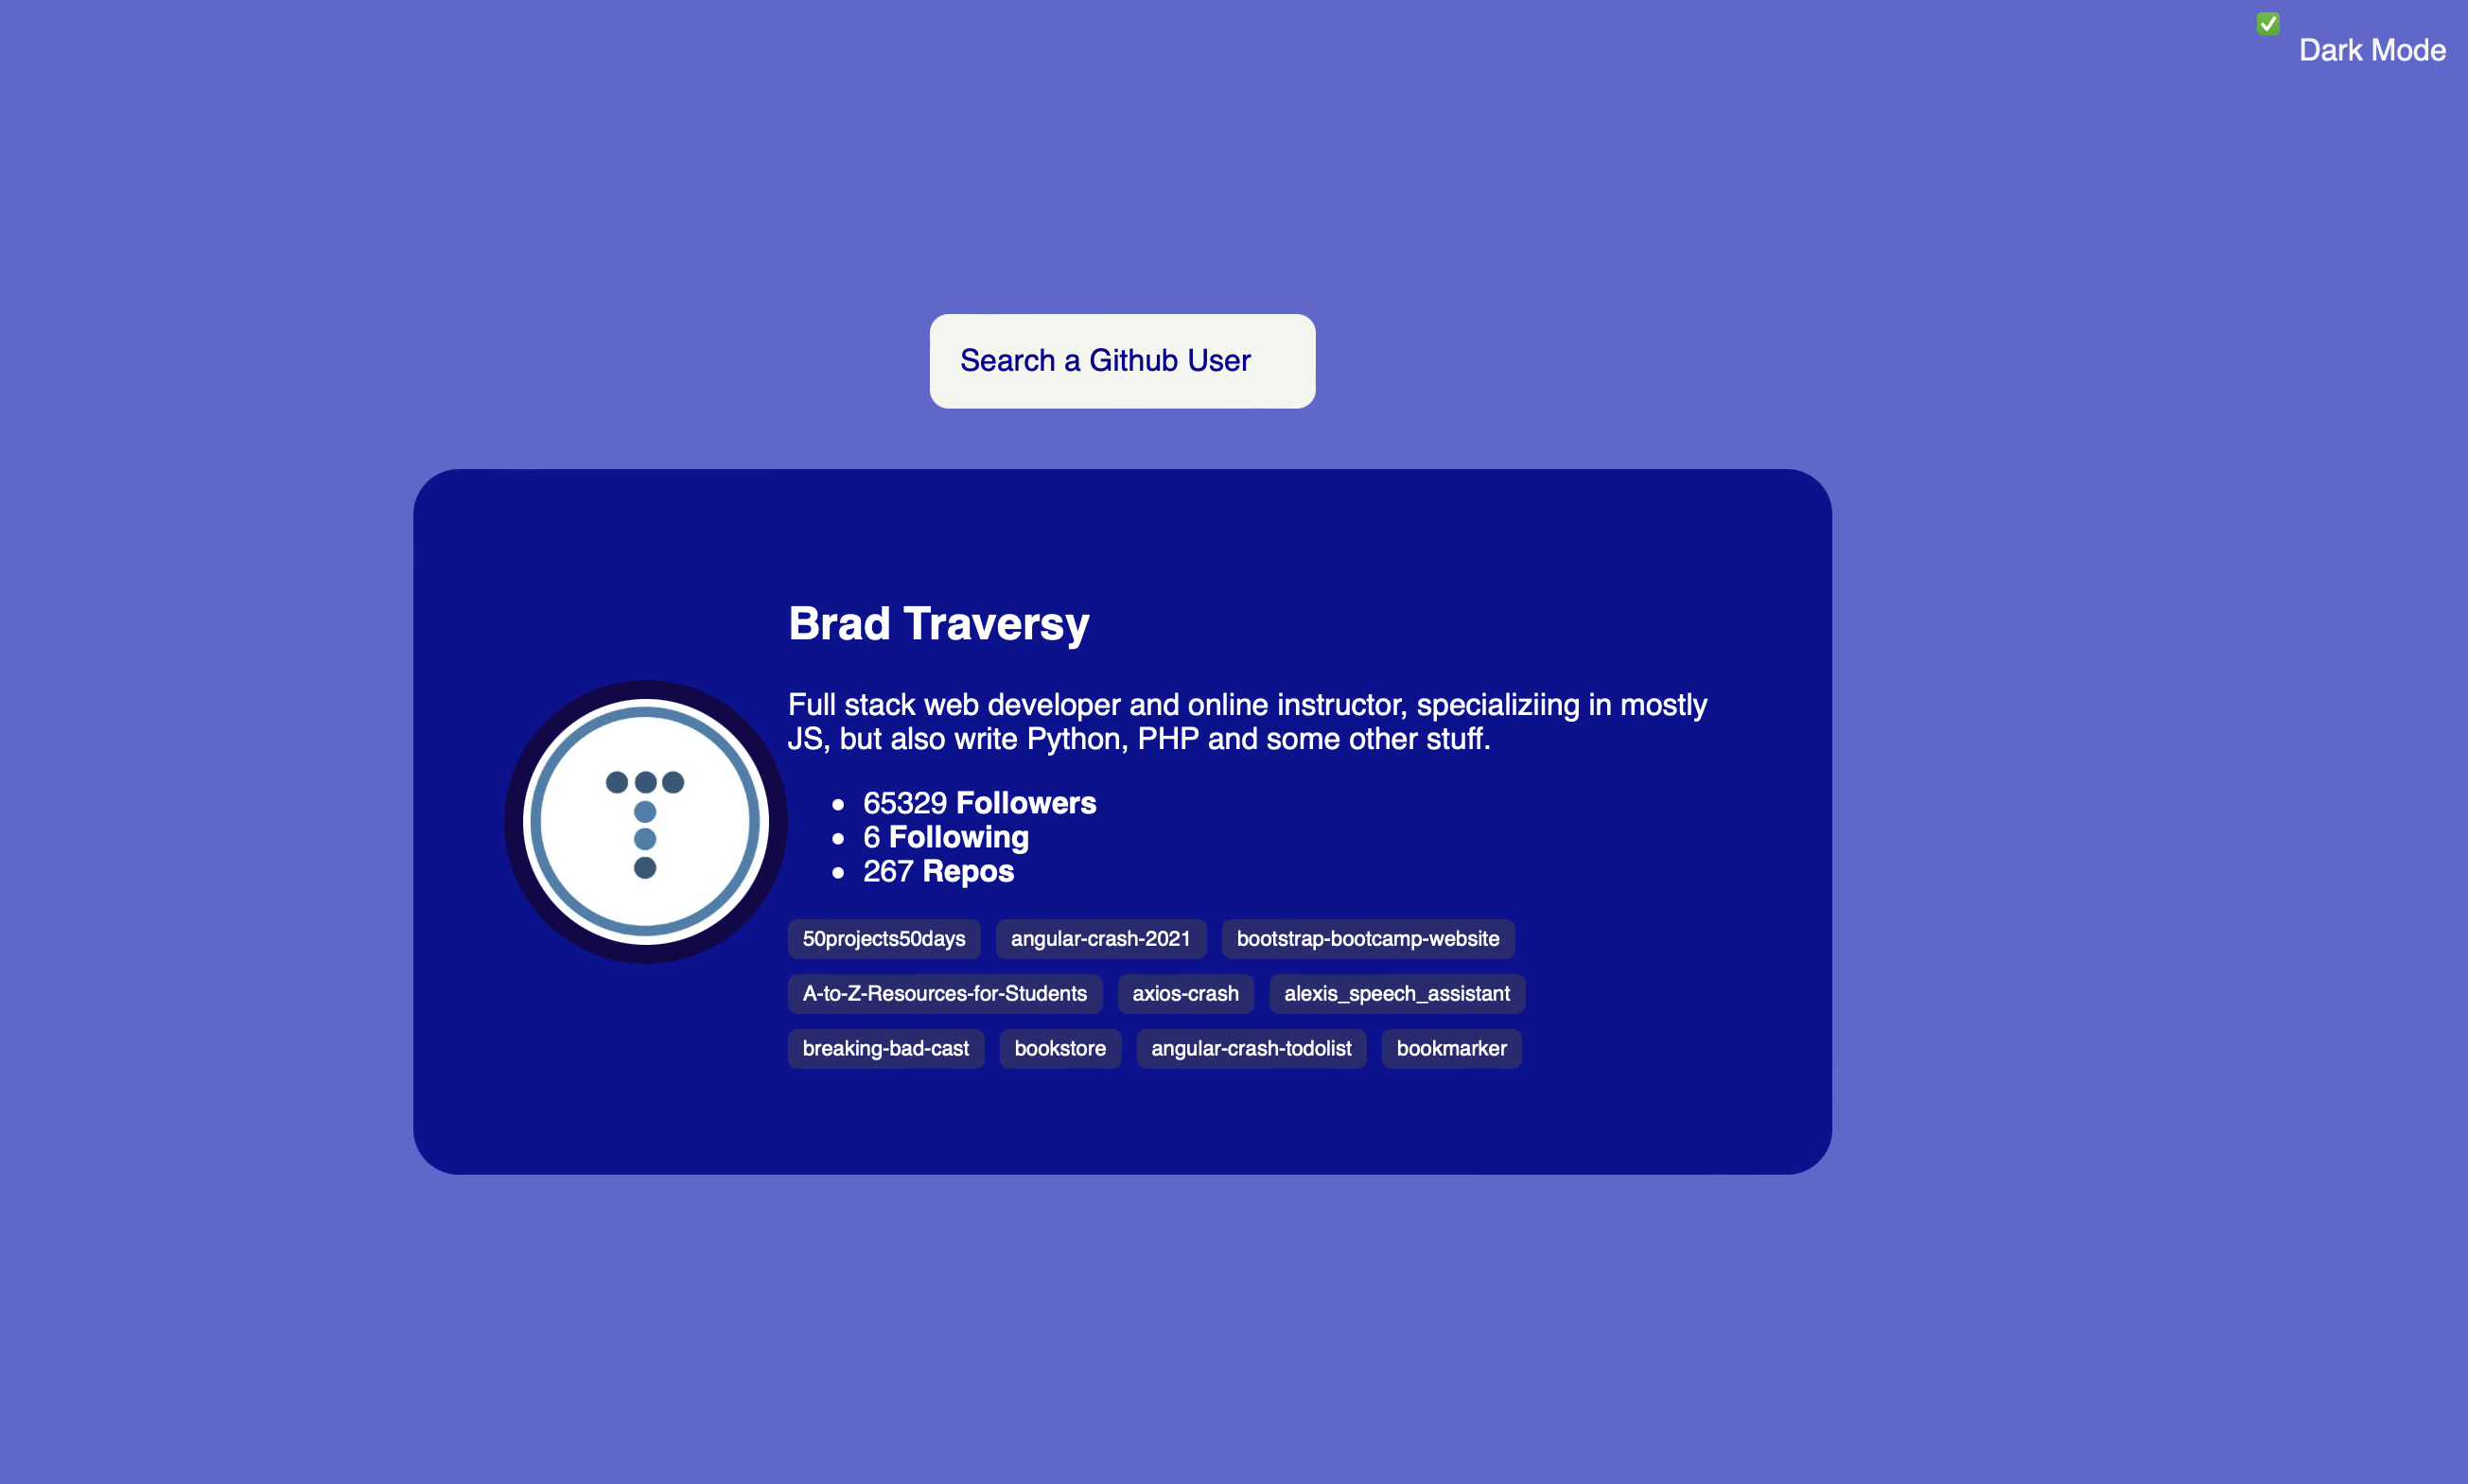 Dark Mode
Search a Github User
Brad Traversy
Full stack web developer and online instructor, specializiing in mostly
JS, but also write Python, PHP and some other stuff.
65329 Followers
6 Following
267 Repos
50projects50days angular-crash-2021 bootstrap-bootcamp-website
A-to-Z-Resources-for-Students axios-crash alexis_speech_assistant
breaking-bad-cast bookstore angular-crash-todolist bookmarker